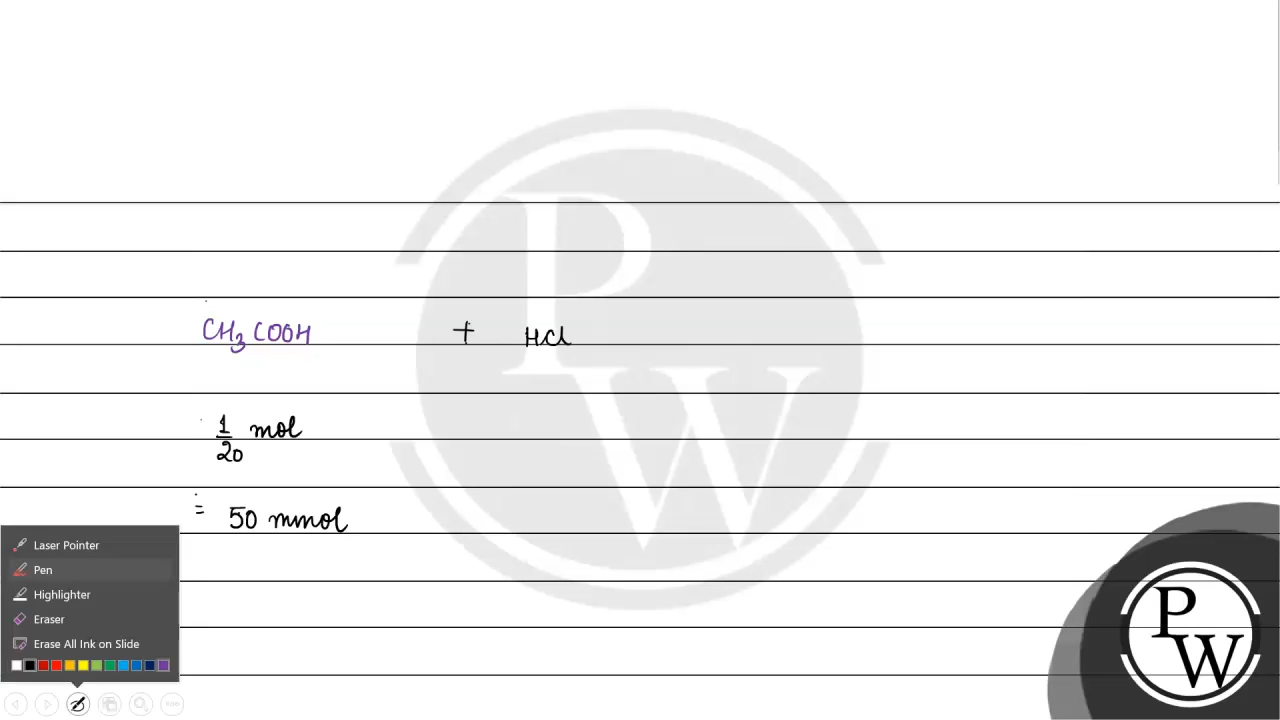 CH3COOH + HCl
1/20 mol
= 50 mmol
Laser Pointer
Pen
Highlighter
Eraser
Erase All Ink on Slide
P
W
P
W